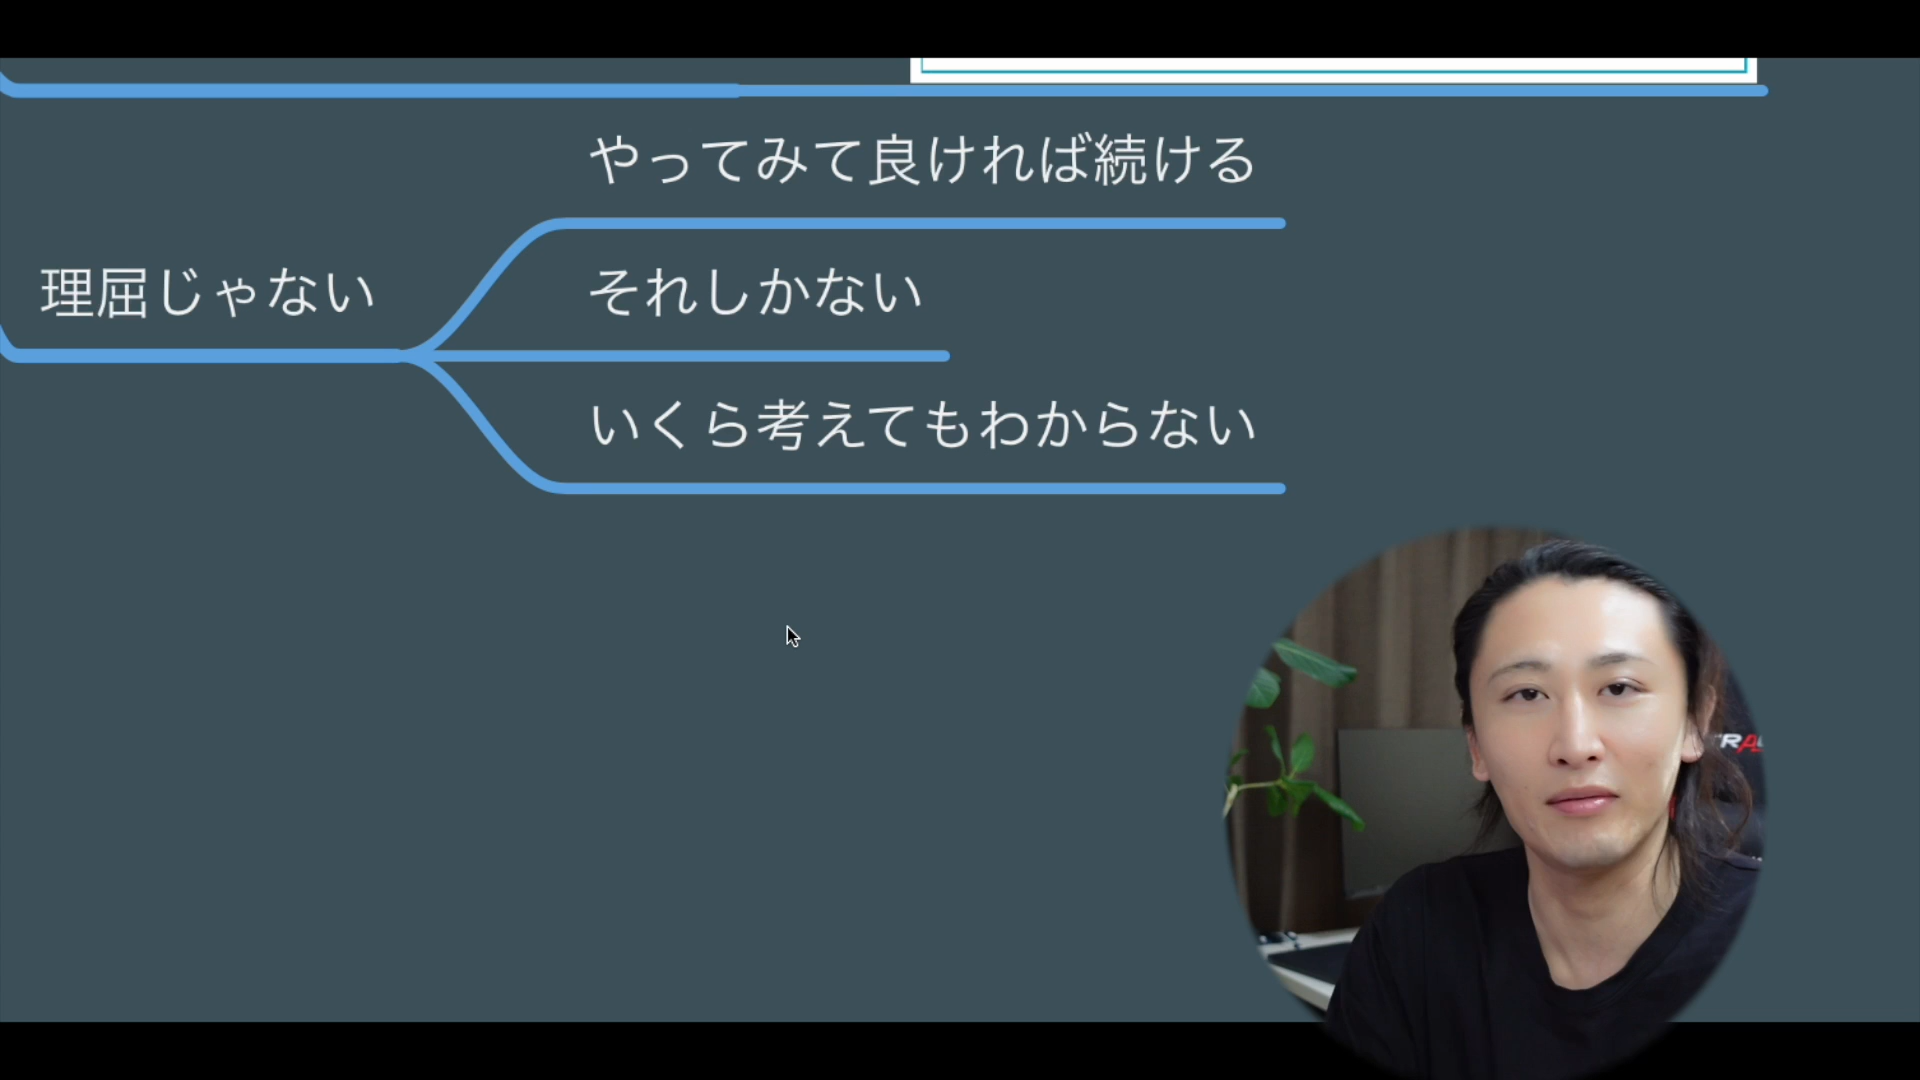 やってみて良ければ続ける
理屈じゃない
それしかない
いくら考えてもわからない